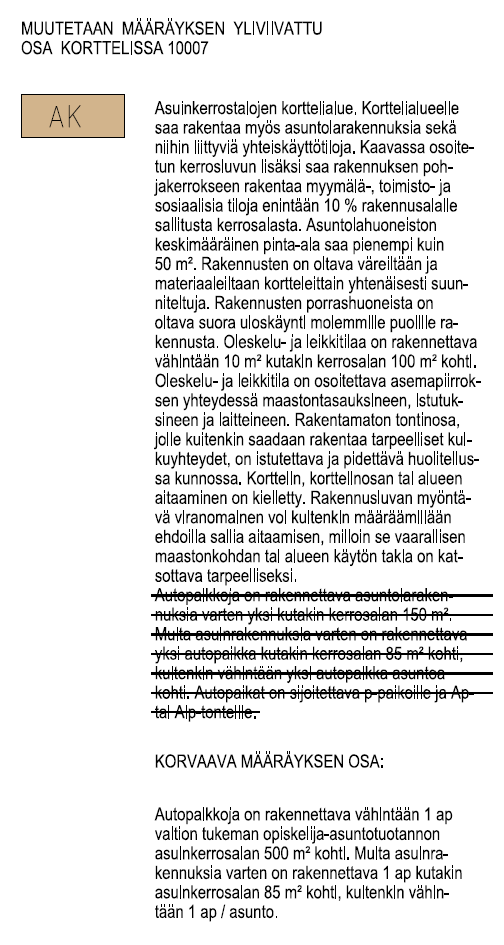 MUUTETAAN MÄÄRÄYKSEN YLIVIIVATTU
OSA KORTTELISSA 10007
AK
Asuinkerrostalojen korttelialue. Korttelialueelle
saa rakentaa myös asuntolarakennuksia sekä
niihin liittyviä yhteiskäyttötiloja. Kaavassa osoite-
tun kerrosluvun lisäksi saa rakennuksen poh-
jakerrokseen rakentaa myymälä-, toimisto- ja
sosiaalisia tiloja enintään 10 % rakennusalalle
sallitusta kerrosalasta. Asuntolahuoneiston
keskimääräinen pinta-ala saa pienempi kuin
50 m². Rakennusten on oltava väreiltään ja
materiaaleiltaan kortteleittain yhtenäisesti suun-
niteltuja. Rakennusten porrashuoneista on
oltava suora uloskäynti molemmille puolille ra-
kennusta. Oleskelu- ja leikkitilaa on rakennettava
vähintään 10 m² kutakin kerrosalan 100 m² kohti.
Oleskelu- ja leikkitila on osoitettava asemapiirrok-
sen yhteydessä maastontasauksineen, istutuk-
sineen ja laitteineen. Rakentamaton tontinosa,
jolle kuitenkin saadaan rakentaa tarpeelliset kul-
kuyhteydet, on istutettava ja pidettävä huolitellus-
sa kunnossa. Korttelin, korttelinosan tai alueen
aitaaminen on kielletty. Rakennusluvan myöntä-
vä viranomainen voi kuitenkin määräämillään
ehdoilla sallia aitaamisen, milloin se vaarallisen
maastonkohdan tai alueen käytön takia on kat-
sottava tarpeelliseksi.
Autopaikkoja on rakennettava asuntolaraken-
nuksia varten yksi kutakin kerrosalan 150 m².
Muita asuinrakennuksia varten on rakennettava
yksi autopaikka kutakin kerrosalan 85 m² kohti,
kuitenkin vähintään yksi autopaikka asuntoa
kohti. Autopaikat on sijoitettava p-paikoille ja Ap-
tai Alp-tonteille.
KORVAAVA MÄÄRÄYKSEN OSA:
Autopaikkoja on rakennettava vähintään 1 ap
valtion tukeman opiskelija-asuntotuotannon
asuinkerrosalan 500 m² kohti. Muita asuinra-
kennuksia varten on rakennettava 1 ap kutakin
asuinkerrosalan 85 m² kohti, kuitenkin vähin-
tään 1 ap / asunto.